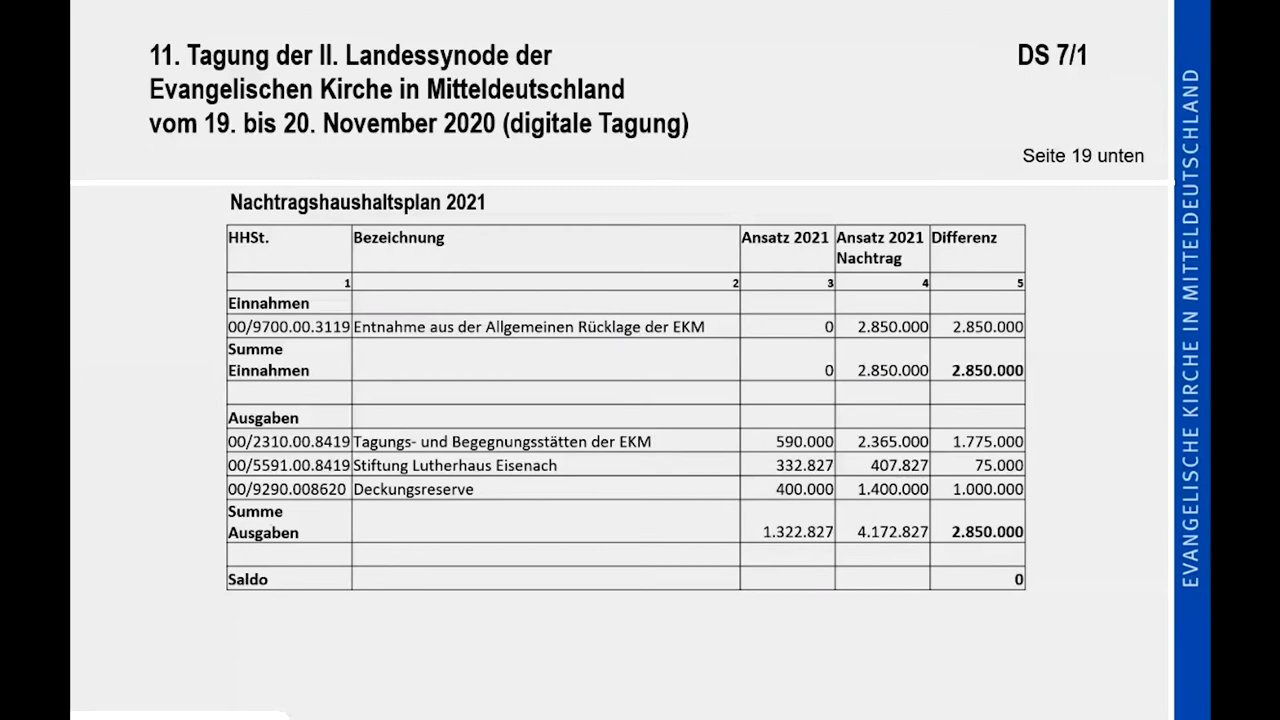 11. Tagung der II. Landessynode der
Evangelischen Kirche in Mitteldeutschland
vom 19. bis 20. November 2020 (digitale Tagung)
DS 7/1
Seite 19 unten
Nachtragshaushaltsplan 2021
HHSt. Bezeichnung Ansatz 2021 Ansatz 2021 Differenz
Nachtrag
1 2 3 4 5
Einnahmen
00/9700.00.3119 Entnahme aus der Allgemeinen Rücklage der EKM 0 2.850.000 2.850.000
Summe
Einnahmen 0 2.850.000 2.850.000
Ausgaben
00/2310.00.8419 Tagungs- und Begegnungsstätten der EKM 590.000 2.365.000 1.775.000
00/5591.00.8419 Stiftung Lutherhaus Eisenach 332.827 407.827 75.000
00/9290.008620 Deckungsreserve 400.000 1.400.000 1.000.000
Summe
Ausgaben 1.322.827 4.172.827 2.850.000
Saldo 0
EVANGELISCHE KIRCHE IN MITTELDEUTSCHLAND